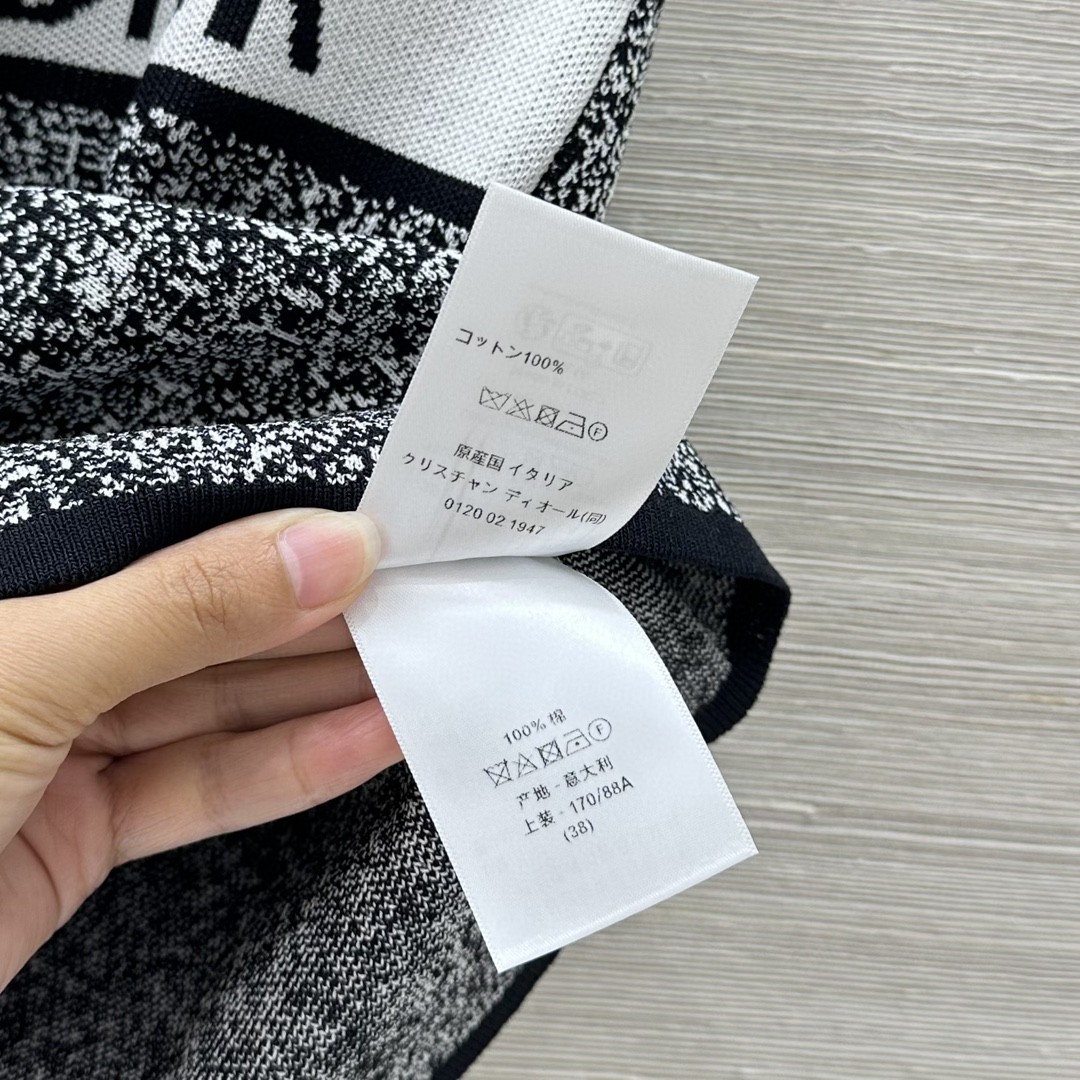 コットン100%
F
原産国 イタリア
クリスチャン ディオール(同)
0120 02 1947
100% 棉
F
产地 - 意大利
上装 - 170/88A
(38)